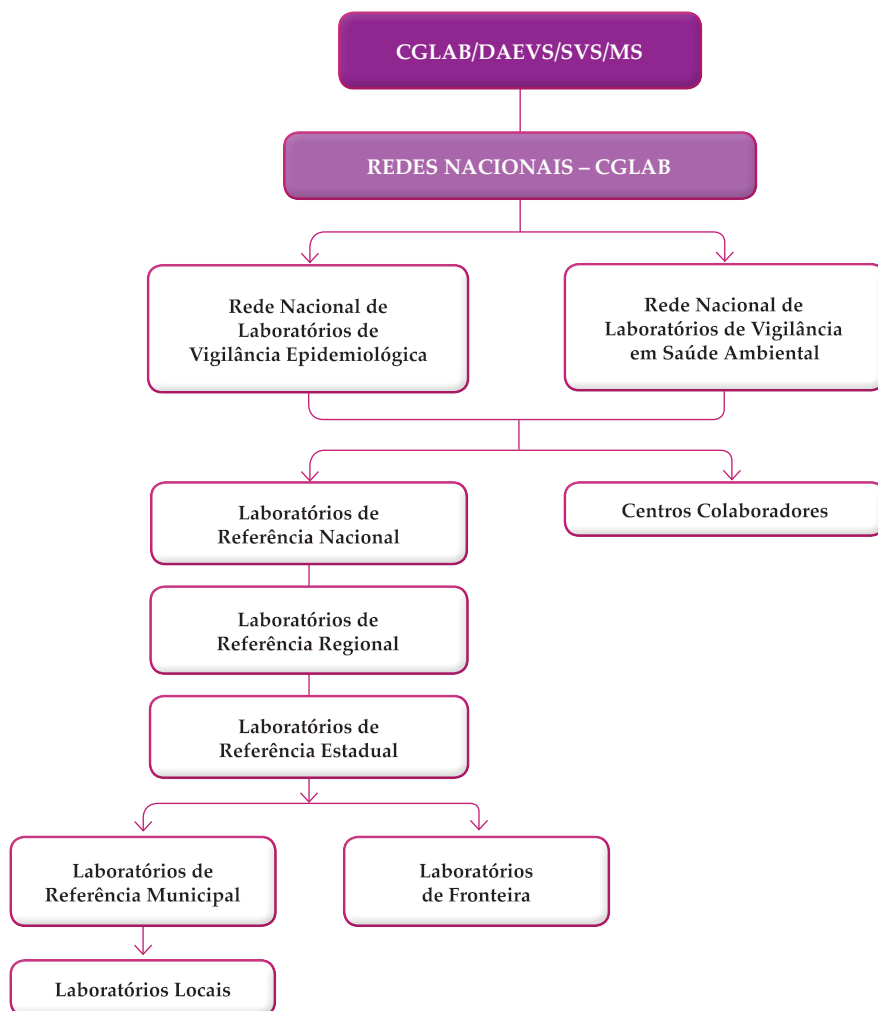 CGLAB/DAEVS/SVS/MS
REDES NACIONAIS – CGLAB
Rede Nacional de
Laboratórios de
Vigilância Epidemiológica
Rede Nacional de
Laboratórios de Vigilância
em Saúde Ambiental
Laboratórios de
Referência Nacional
Centros Colaboradores
Laboratórios de
Referência Regional
Laboratórios de
Referência Estadual
Laboratórios de
Referência Municipal
Laboratórios
de Fronteira
Laboratórios Locais